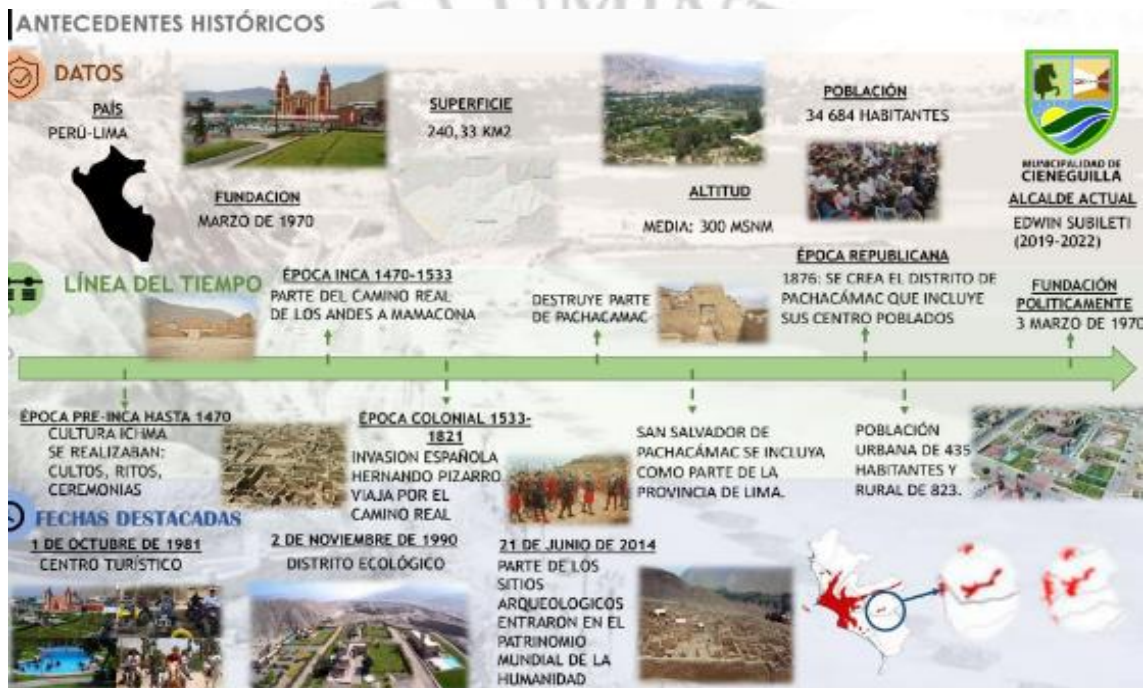 ANTECEDENTES HISTÓRICOS
DATOS
PAÍS
PERÚ-LIMA
FUNDACION
MARZO DE 1970
SUPERFICIE
240,33 KM2
ALTITUD
MEDIA: 300 MSNM
POBLACIÓN
34 684 HABITANTES
MUNICIPALIDAD DE
CIENEGUILLA
ALCALDE ACTUAL
EDWIN SUBILETI
(2019-2022)
LÍNEA DEL TIEMPO
ÉPOCA INCA 1470-1533
PARTE DEL CAMINO REAL
DE LOS ANDES A MAMACONA
DESTRUYE PARTE
DE PACHACAMAC
ÉPOCA REPUBLICANA
1876: SE CREA EL DISTRITO DE
PACHACÁMAC QUE INCLUYE
SUS CENTRO POBLADOS
FUNDACIÓN
POLITICAMENTE
3 MARZO DE 1970
ÉPOCA PRE-INCA HASTA 1470
CULTURA ICHMA
SE REALIZABAN:
CULTOS, RITOS,
CEREMONIAS
ÉPOCA COLONIAL 1533-
1821
INVASION ESPAÑOLA
HERNANDO PIZARRO
VIAJA POR EL
CAMINO REAL
SAN SALVADOR DE
PACHACÁMAC SE INCLUYA
COMO PARTE DE LA
PROVINCIA DE LIMA.
POBLACIÓN
URBANA DE 435
HABITANTES Y
RURAL DE 823.
FECHAS DESTACADAS
1 DE OCTUBRE DE 1981
CENTRO TURÍSTICO
2 DE NOVIEMBRE DE 1990
DISTRITO ECOLÓGICO
21 DE JUNIO DE 2014
PARTE DE LOS
SITIOS
ARQUEOLOGICOS
ENTRARON EN EL
PATRINOMIO
MUNDIAL DE LA
HUMANIDAD